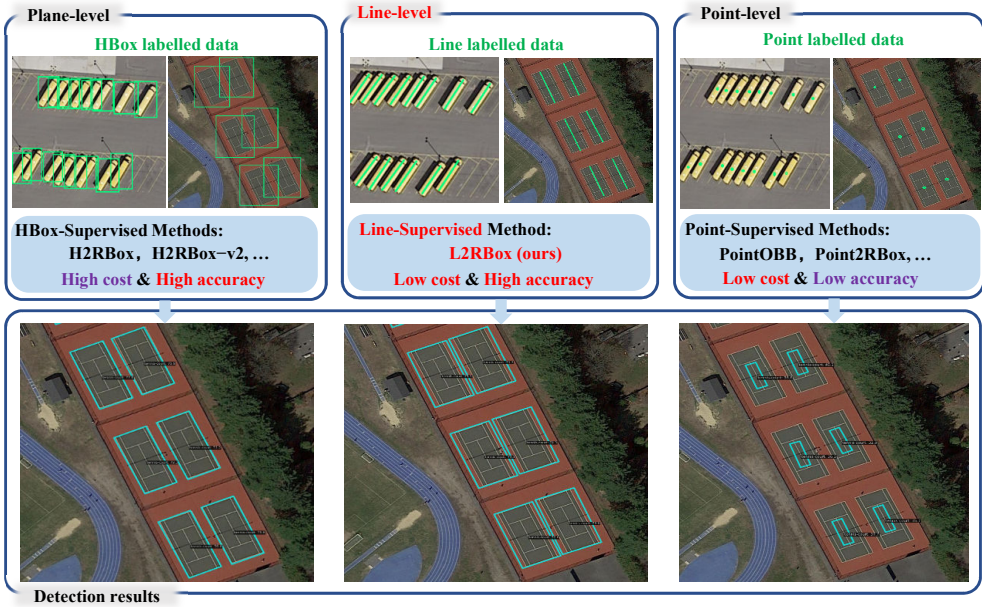 Plane-level
HBox labelled data
HBox-Supervised Methods:
H2RBox, H2RBox-v2, …
High cost & High accuracy
Line-level
Line labelled data
Line-Supervised Method:
L2RBox (ours)
Low cost & High accuracy
Point-level
Point labelled data
Point-Supervised Methods:
PointOBB, Point2RBox, …
Low cost & Low accuracy
Detection results